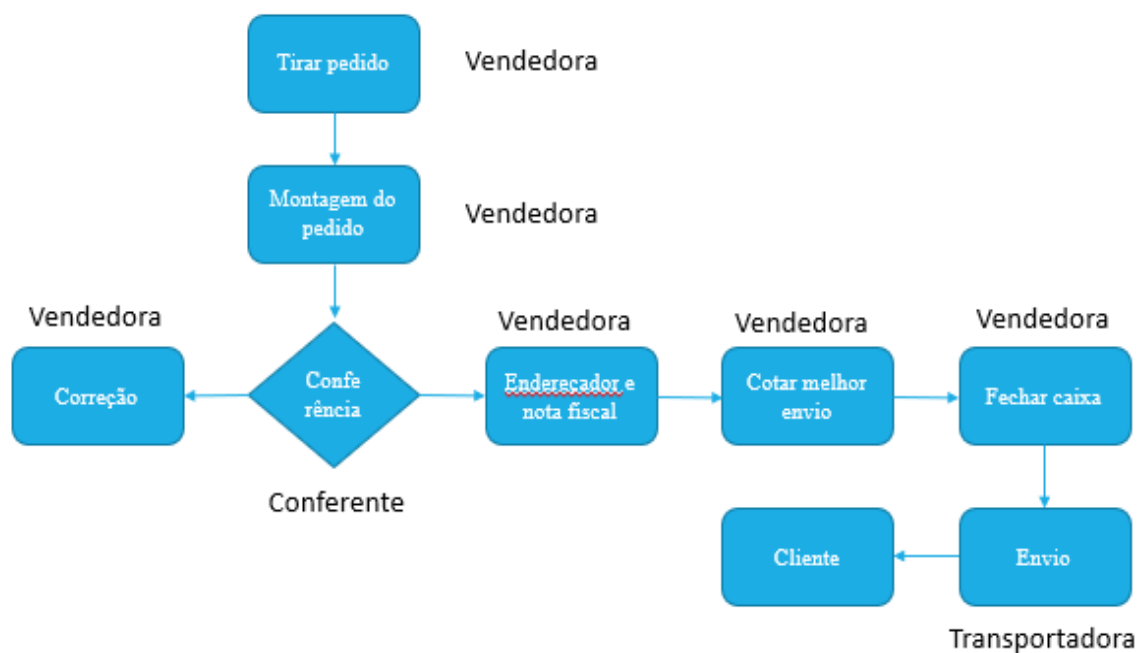 Tirar pedido
Vendedora
Montagem do
pedido
Vendedora
Vendedora
Correção
Confe
rência
Conferente
Vendedora
Endereçador e
nota fiscal
Vendedora
Cotar melhor
envio
Vendedora
Fechar caixa
Cliente
Envio
Transportadora